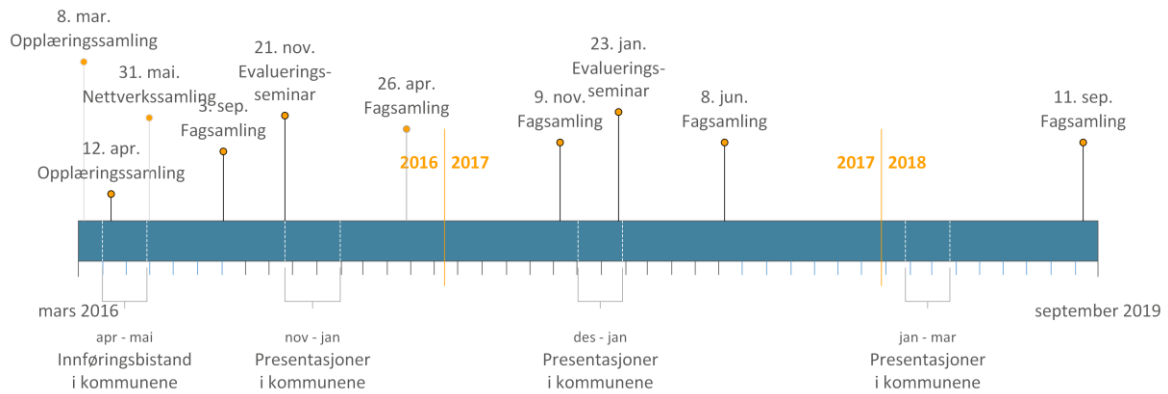 8. mar.
Opplæringssamling
31. mai.
Nettverkssamling
12. apr.
Opplæringssamling
3. sep.
Fagsamling
21. nov.
Evaluerings-
seminar
26. apr.
Fagsamling
2016
2017
9. nov.
Fagsamling
23. jan.
Evaluerings-
seminar
8. jun.
Fagsamling
2017
2018
11. sep.
Fagsamling
mars 2016
september 2019
apr - mai
Innføringsbistand
i kommunene
nov - jan
Presentasjoner
i kommunene
des - jan
Presentasjoner
i kommunene
jan - mar
Presentasjoner
i kommunene